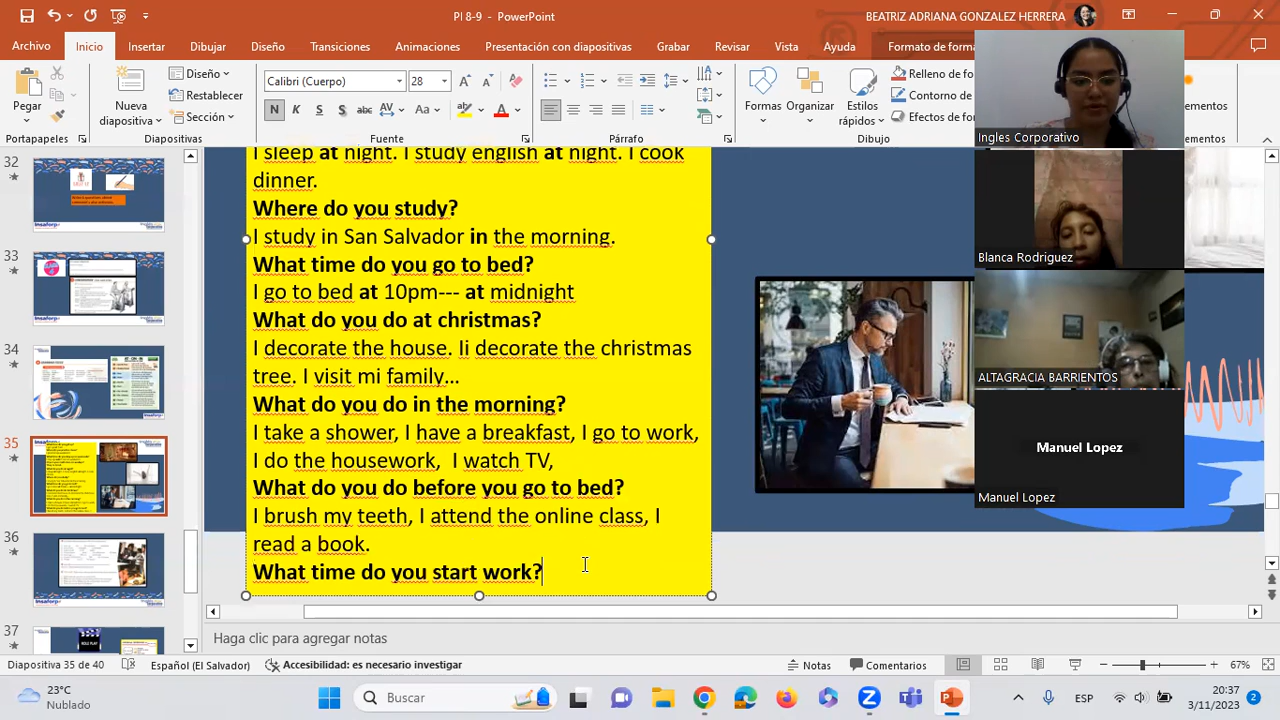 PI 8-9 - PowerPoint
BEATRIZ ADRIANA GONZALEZ HERRERA
Archivo Inicio Insertar Dibujar Diseño Transiciones Animaciones Presentación con diapositivas Grabar Revisar Vista Ayuda Formato de forma
Pegar
Nueva diapositiva
Diseño
Restablecer
Sección
Calibri (Cuerpo) 28
N K S abc AV Aa
Formas
Organizar
Estilos rápidos
Relleno de fo
Contorno de
Efectos de fo
ementos
Portapapeles Diapositivas Fuente Párrafo Dibujo
Ingles Corporativo
Blanca Rodriguez
ALTAGRACIA BARRIENTOS
Manuel Lopez
Manuel Lopez
32
33
34
35
36
37
I sleep at night. I study english at night. I cook
dinner.
Where do you study?
I study in San Salvador in the morning.
What time do you go to bed?
I go to bed at 10pm--- at midnight
What do you do at christmas?
I decorate the house. Ii decorate the christmas
tree. I visit mi family...
What do you do in the morning?
I take a shower, I have a breakfast, I go to work,
I do the housework, I watch TV,
What do you do before you go to bed?
I brush my teeth, I attend the online class, I
read a book.
What time do you start work?
Haga clic para agregar notas
Diapositiva 35 de 40 Español (El Salvador) Accesibilidad: es necesario investigar Notas Comentarios 67%
23°C
Nublado
Buscar
ESP
20:37
3/11/2023
2